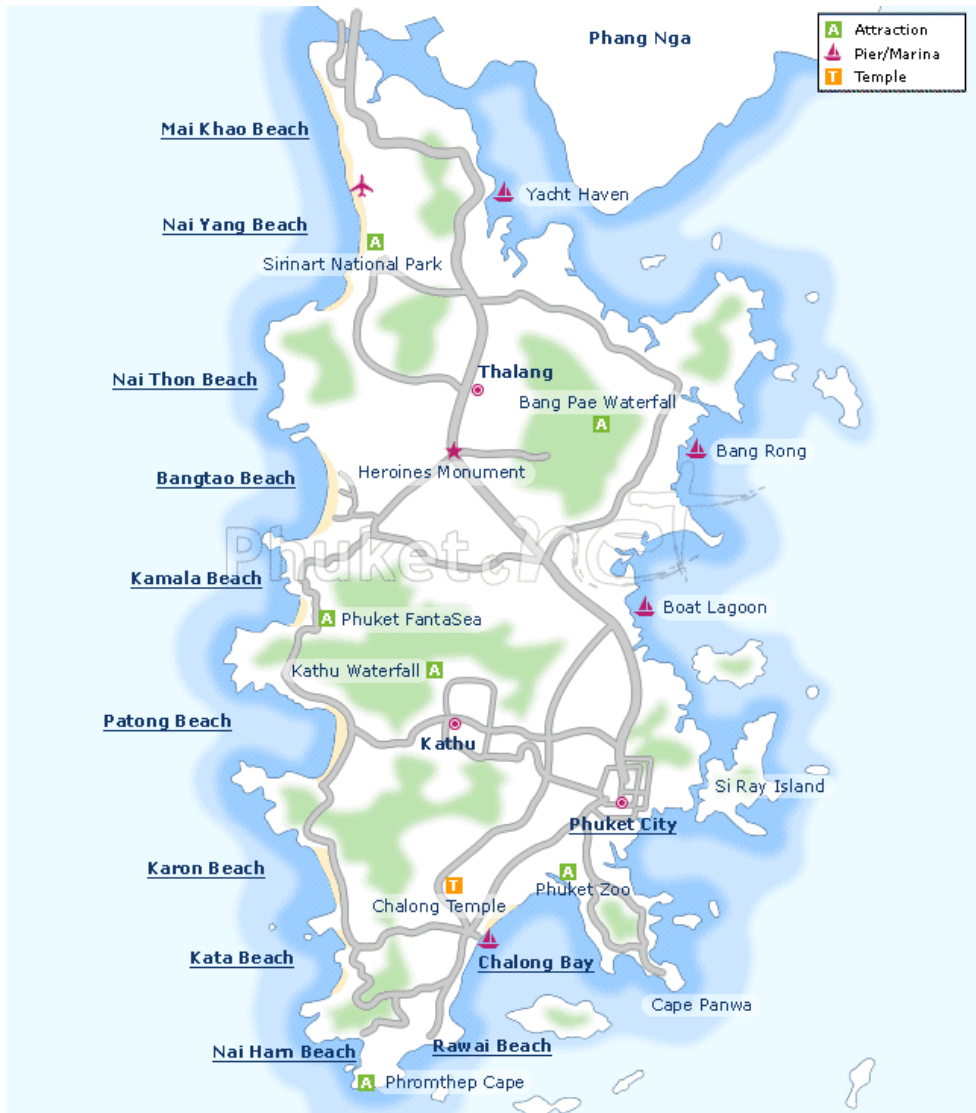 Phang Nga
A Attraction
Pier/Marina
T Temple
Mai Khao Beach
Yacht Haven
Nai Yang Beach
A
Sirinart National Park
Thalang
Nai Thon Beach
Bang Pae Waterfall
A
Bang Rong
Heroines Monument
Bangtao Beach
Phuket
Kamala Beach
Boat Lagoon
A Phuket FantaSea
Kathu Waterfall A
Patong Beach
Kathu
Si Ray Island
Phuket City
Karon Beach
A
Phuket Zoo
T
Chalong Temple
Kata Beach
Chalong Bay
Cape Panwa
Nai Harn Beach
Rawai Beach
A Phromthep Cape